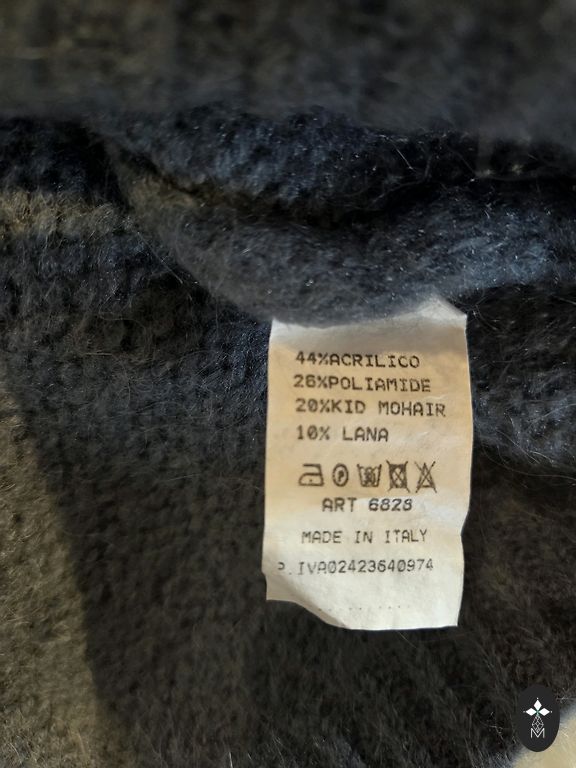 44%ACRILICO
26%POLIAMIDE
20%KID MOHAIR
10% LANA
ART 6828
MADE IN ITALY
P.IVA02423640974
M